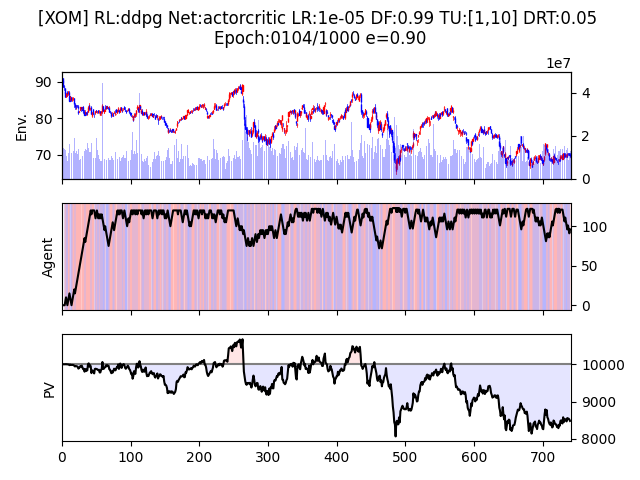 [XOM] RL:ddpg Net:actorcritic LR:1e-05 DF:0.99 TU:[1,10] DRT:0.05
Epoch:0104/1000 e=0.90
1e7
Env.
90
80
70
4
2
0
Agent
100
50
0
PV
10000
9000
8000
0 100 200 300 400 500 600 700